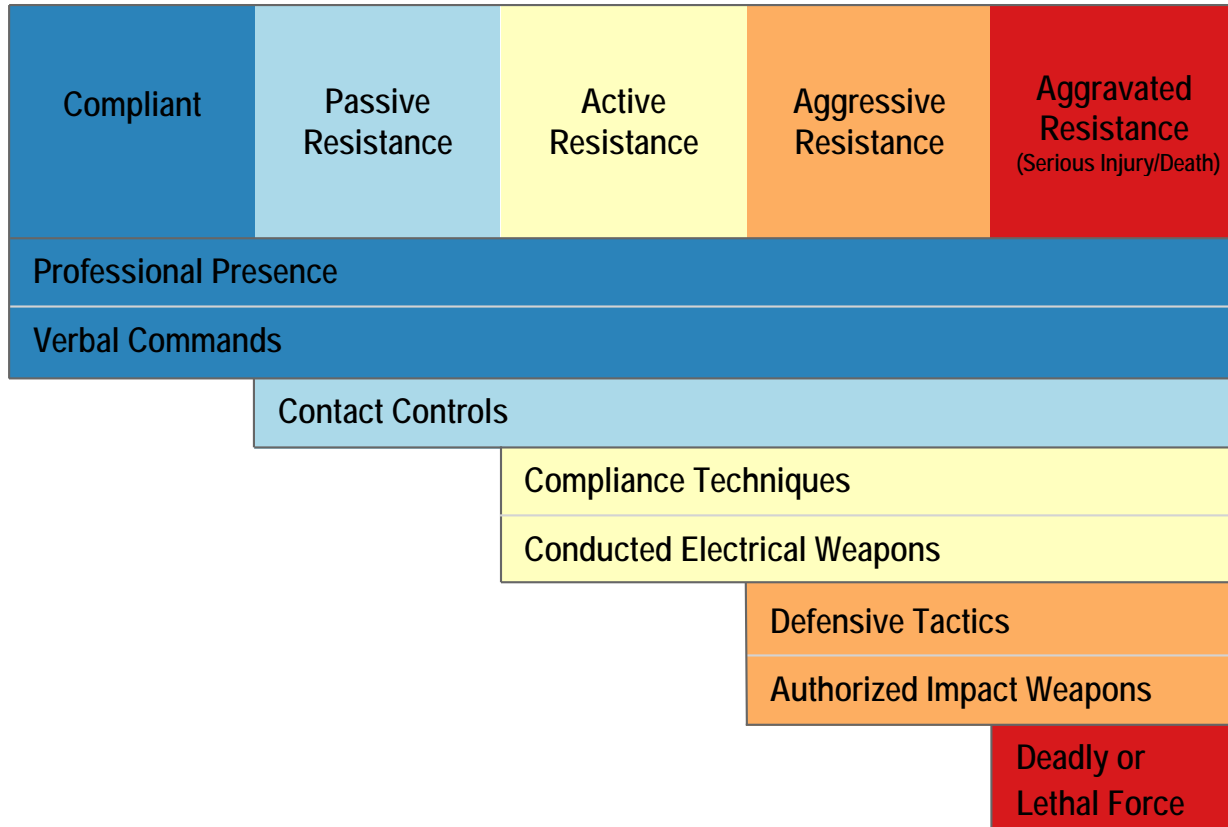 Compliant
Passive
Resistance
Active
Resistance
Aggressive
Resistance
Aggravated
Resistance
(Serious Injury/Death)
Professional Presence
Verbal Commands
Contact Controls
Compliance Techniques
Conducted Electrical Weapons
Defensive Tactics
Authorized Impact Weapons
Deadly or
Lethal Force